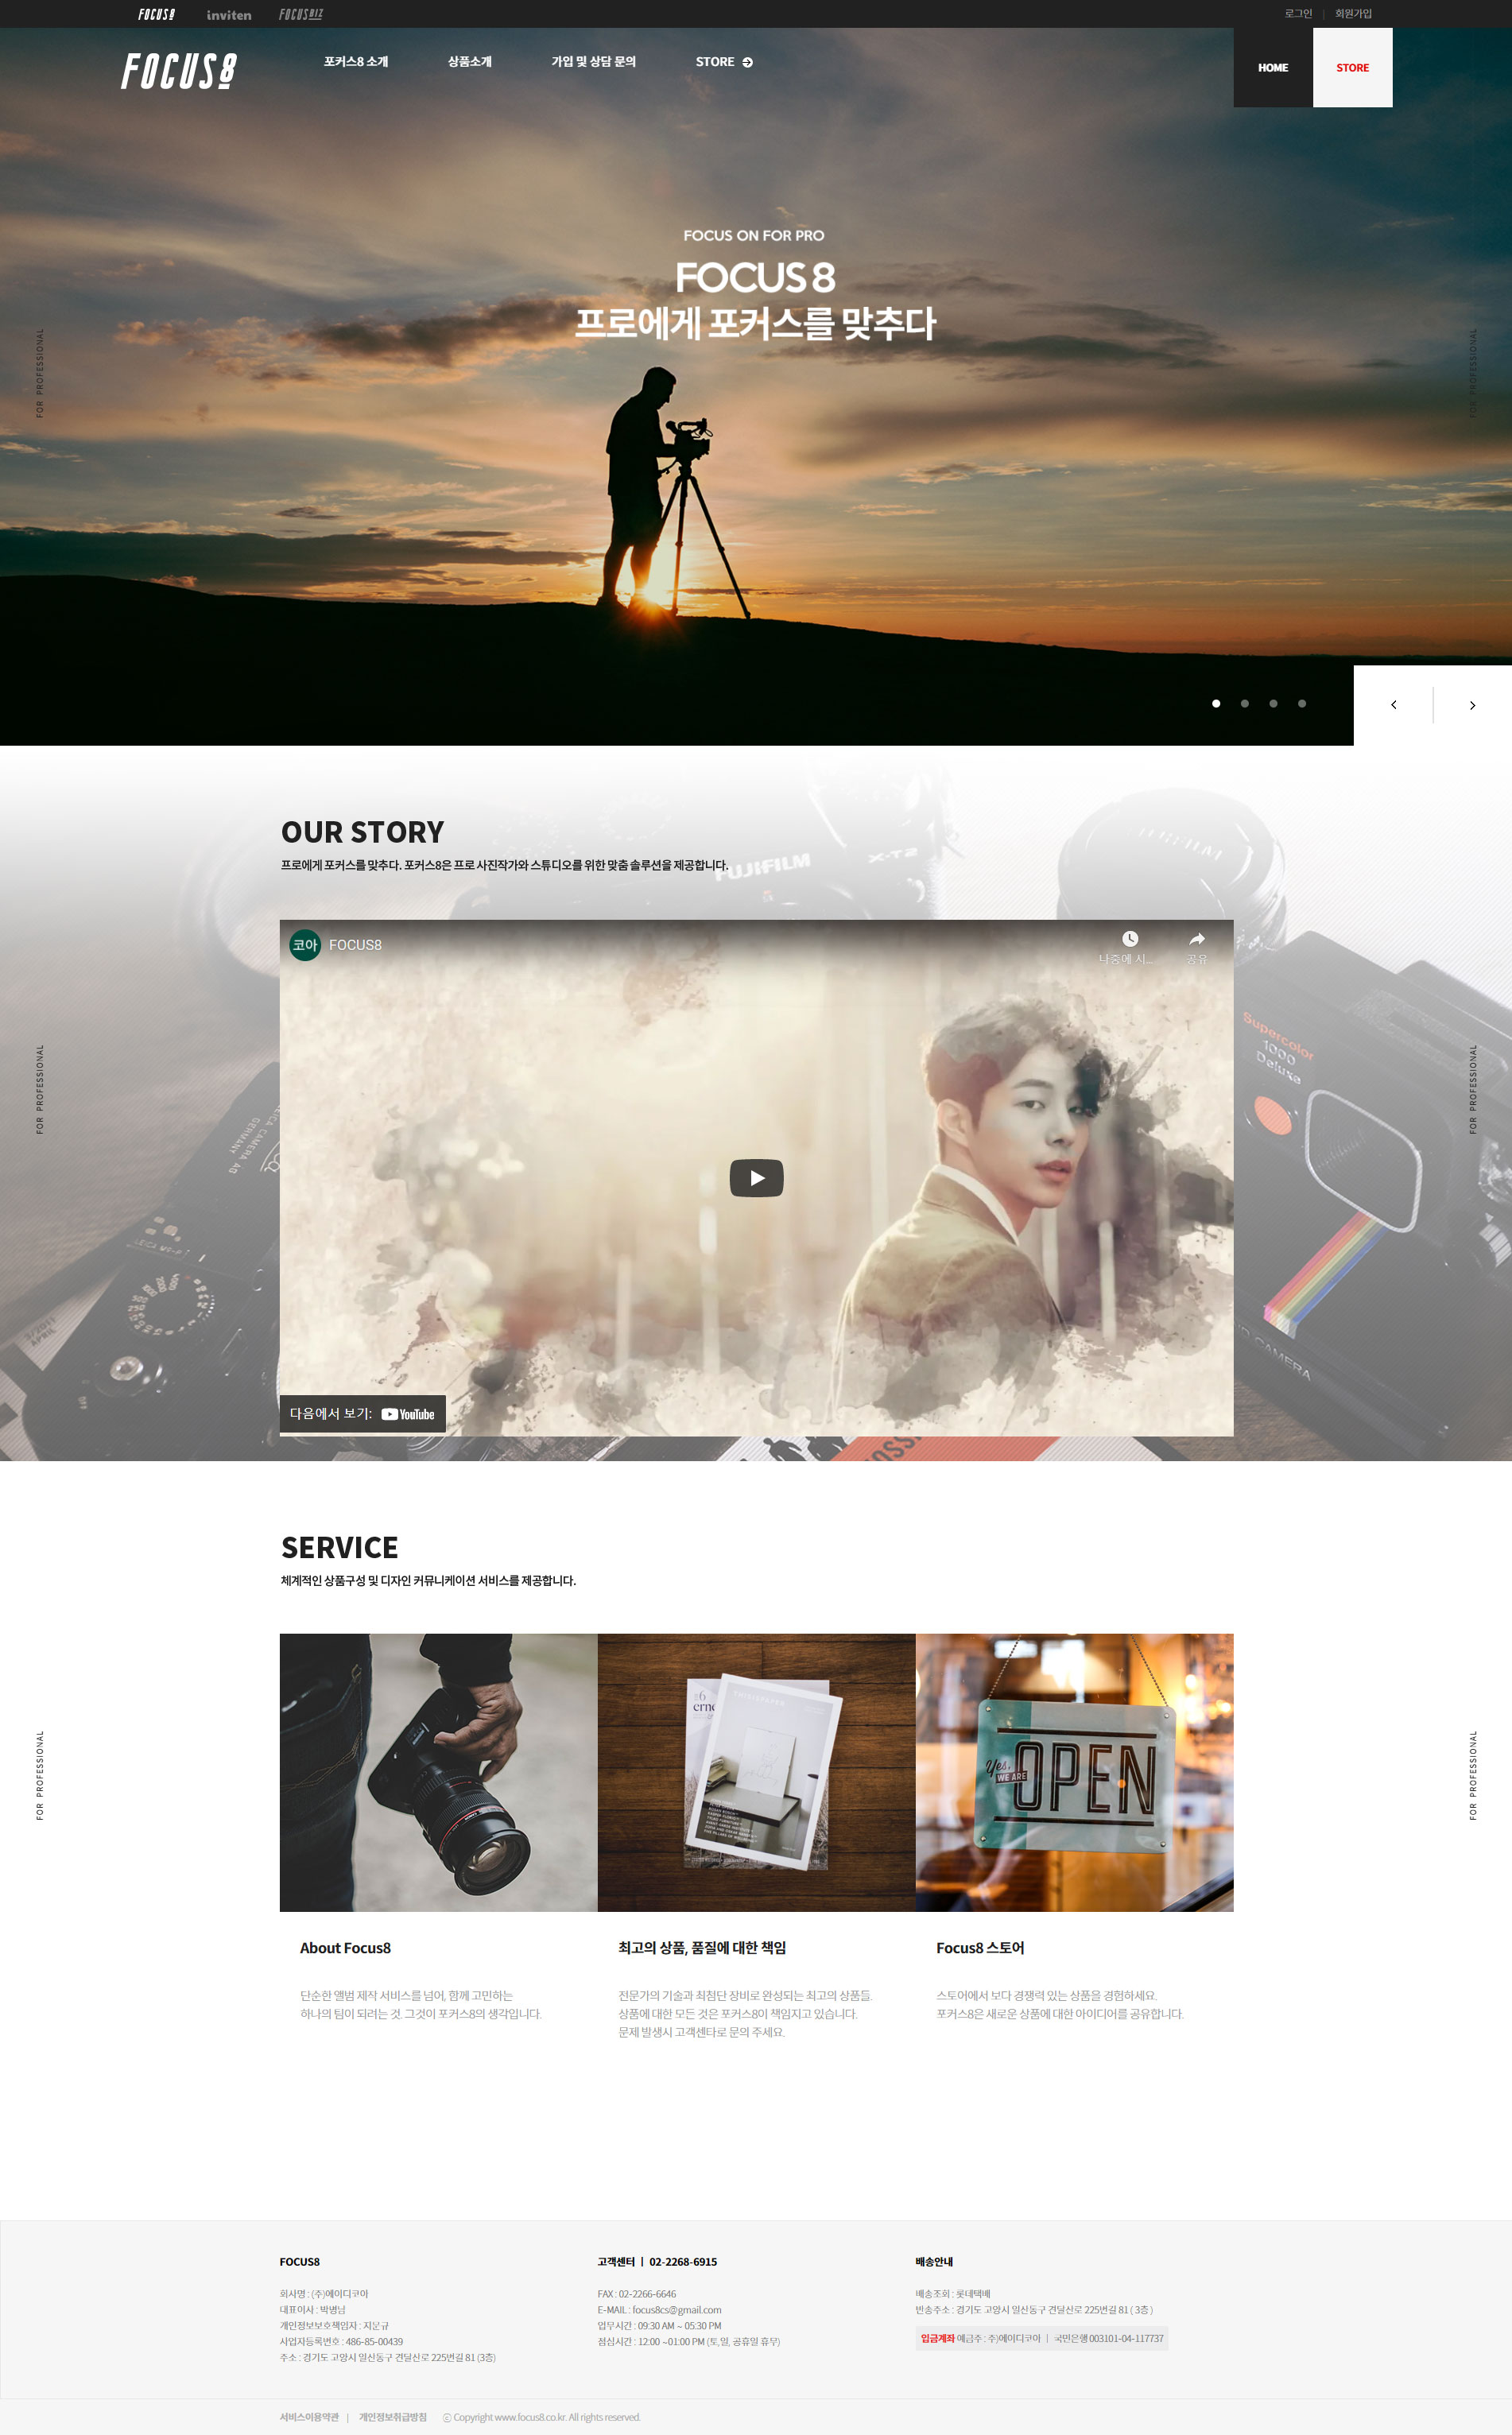 FOCUS8
inviten
FOCUSBIZ
로그인 | 회원가입
FOCUS8
포커스8 소개
상품소개
가입 및 상담 문의
STORE
HOME
STORE
FOCUS ON FOR PRO
FOCUS8
프로에게 포커스를 맞추다
FOR PROFESSIONAL
FOR PROFESSIONAL
OUR STORY
프로에게 포커스를 맞추다. 포커스8은 프로 사진작가와 스튜디오를 위한 맞춤 솔루션을 제공합니다.
FUJIFILM
X-T2
코아 FOCUS8
나중에 시...
공유
Supercolor
1000
Deluxe
FOR PROFESSIONAL
FOR PROFESSIONAL
LEICA CAMERA AG
GERMANY
CAMERA
다음에서 보기: YouTube
SERVICE
체계적인 상품구성 및 디자인 커뮤니케이션 서비스를 제공합니다.
FOR PROFESSIONAL
FOR PROFESSIONAL
Yes,
WE ARE
OPEN
About Focus8
단순한 앨범 제작 서비스를 넘어, 함께 고민하는
하나의 팀이 되려는 것. 그것이 포커스8의 생각입니다.
최고의 상품, 품질에 대한 책임
전문가의 기술과 최첨단 장비로 완성되는 최고의 상품들.
상품에 대한 모든 것은 포커스8이 책임지고 있습니다.
문제 발생시 고객센타로 문의 주세요.
Focus8 스토어
스토어에서 보다 경쟁력 있는 상품을 경험하세요.
포커스8은 새로운 상품에 대한 아이디어를 공유합니다.
FOCUS8
회사명 : (주)에이디코아
대표이사 : 박병남
개인정보보호책임자 : 지문규
사업자등록번호 : 486-85-00439
주소 : 경기도 고양시 일산동구 견달산로 225번길 81 (3층)
고객센터 | 02-2268-6915
FAX : 02-2266-6646
E-MAIL : focus8cs@gmail.com
업무시간 : 09:30 AM ~ 05:30 PM
점심시간 : 12:00 ~01:00 PM (토,일, 공휴일 휴무)
배송안내
배송조회 : 롯데택배
반송주소 : 경기도 고양시 일산동구 견달산로 225번길 81 ( 3층 )
입금계좌 예금주 : 주)에이디코아 | 국민은행 003101-04-117737
서비스이용약관 | 개인정보취급방침 ⓒ Copyright www.focus8.co.kr. All rights reserved.